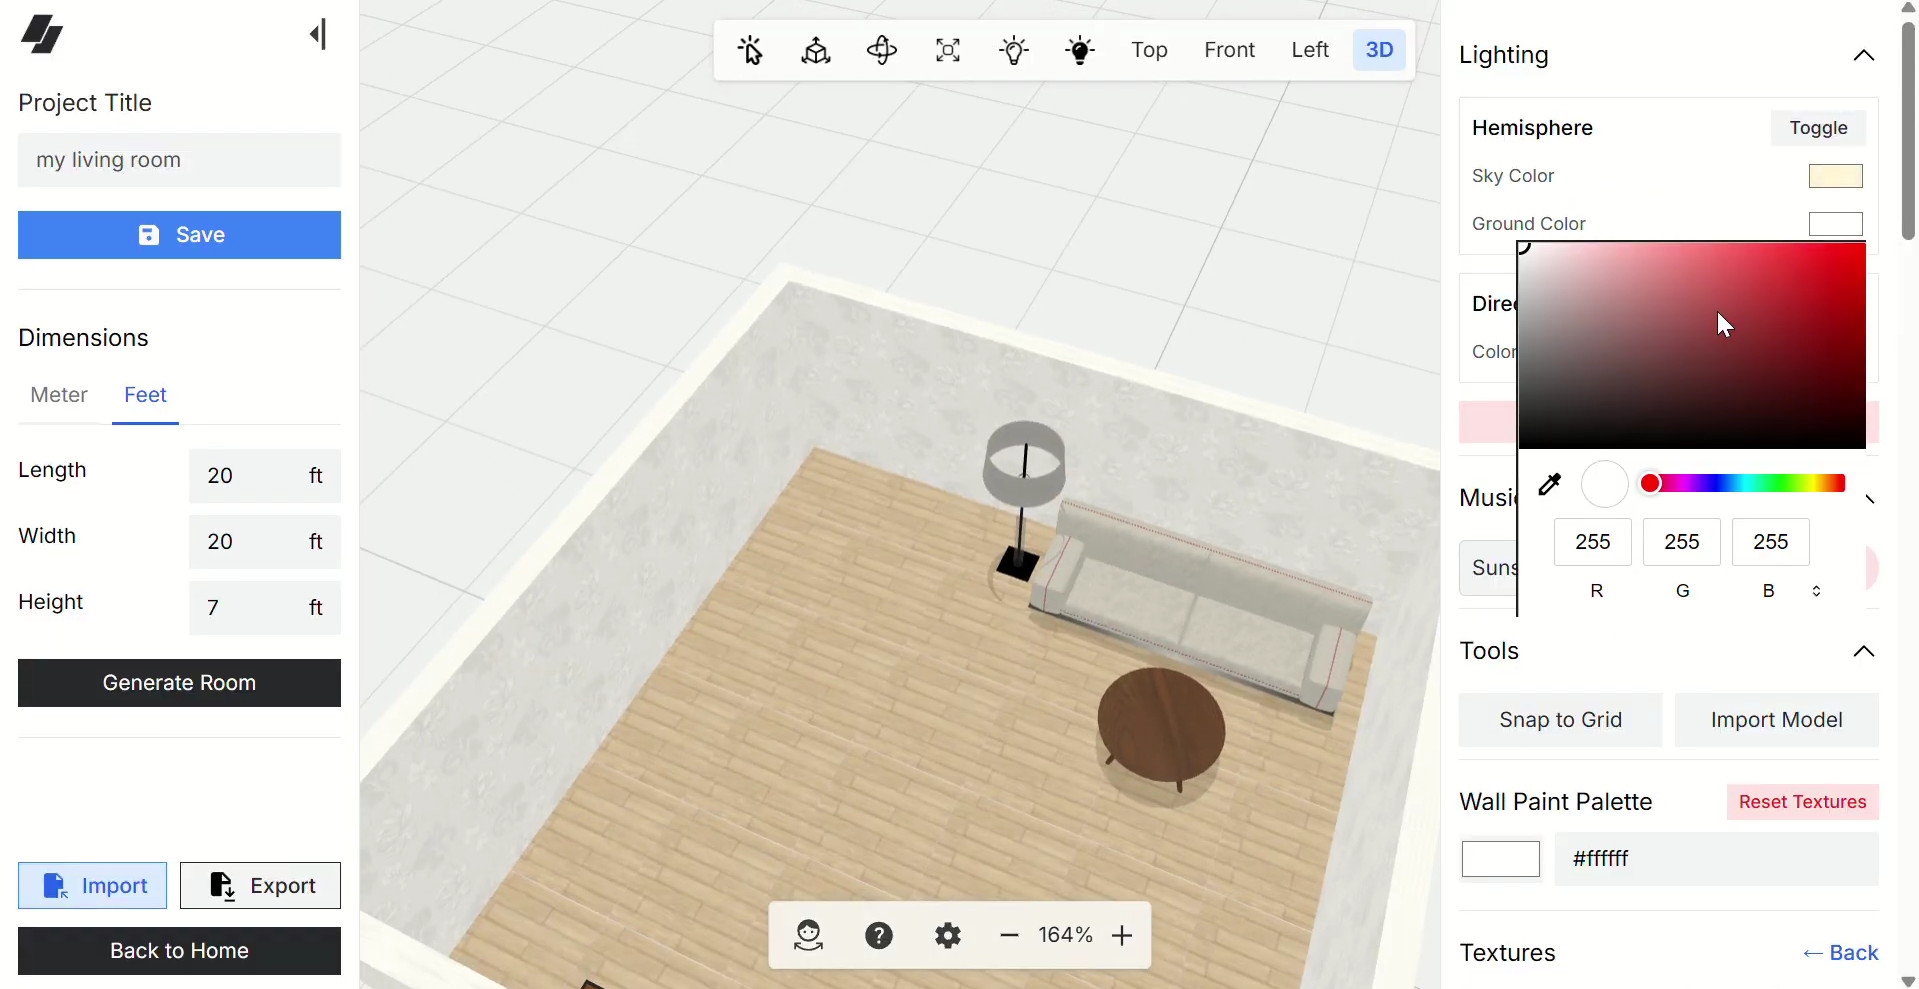 Project Title
my living room
Save
Dimensions
Meter Feet
Length 20 ft
Width 20 ft
Height 7 ft
Generate Room
Import Export
Back to Home
Top Front Left 3D
164%
Lighting
Hemisphere Toggle
Sky Color
Ground Color
Direc
Color
255 255 255
R G B
Music
Suns
Tools
Snap to Grid Import Model
Wall Paint Palette Reset Textures
#ffffff
Textures ← Back